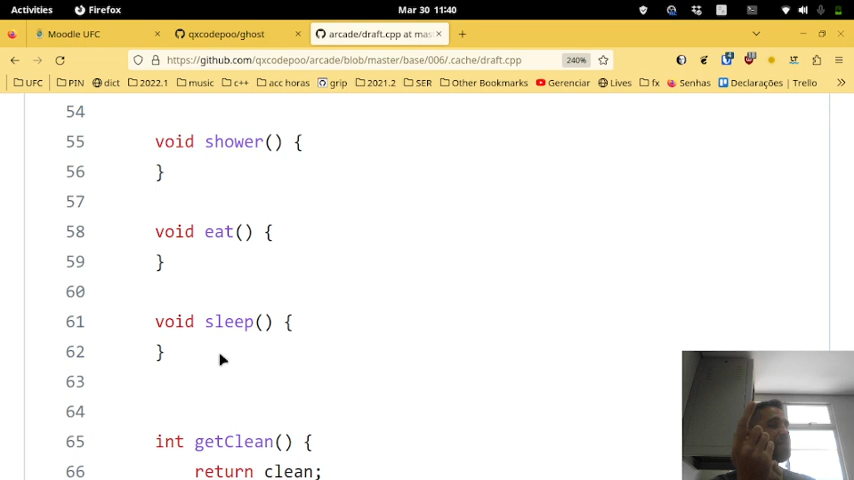 Activities Firefox Mar 30 11:40
Moodle UFC × qxcodepoo/ghost × arcade/draft.cpp at mas × +
https://github.com/qxcodepoo/arcade/blob/master/base/006/.cache/draft.cpp 240%
UFC PIN dict 2022.1 music c++ acc horas grip 2021.2 SER Other Bookmarks YouTube Gerenciar Lives fx Senhas Declarações | Trello »
54
55 void shower() {
56 }
57
58 void eat() {
59 }
60
61 void sleep() {
62 }
63
64
65 int getClean() {
66 return clean;